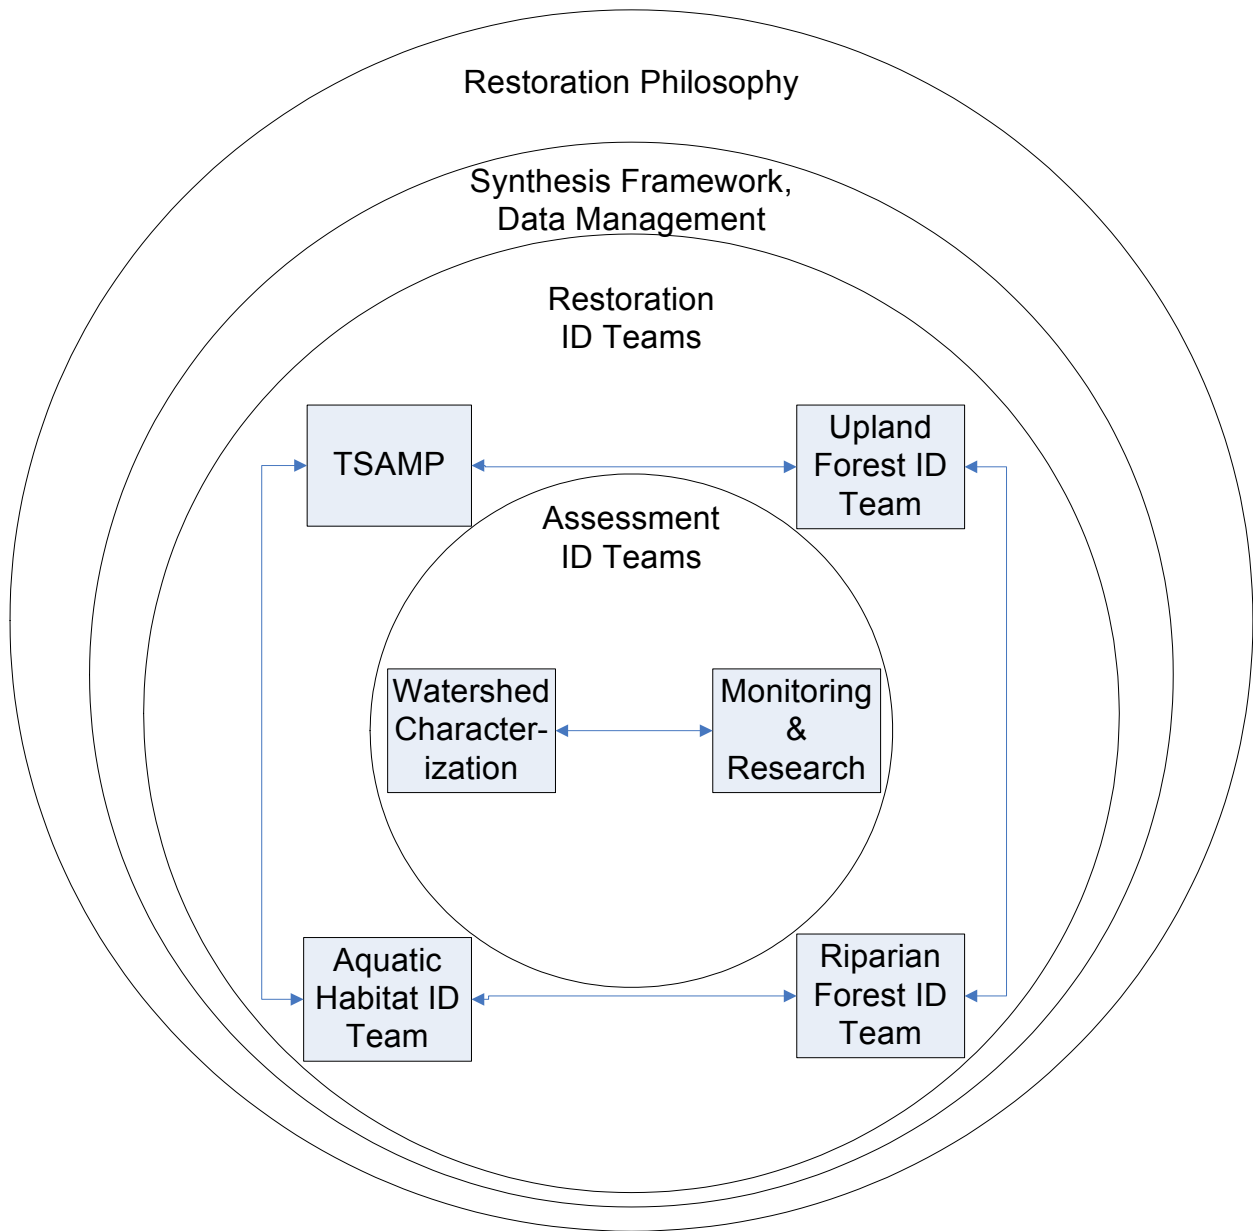 Restoration Philosophy
Synthesis Framework,
Data Management
Restoration
ID Teams
TSAMP
Upland
Forest ID
Team
Assessment
ID Teams
Watershed
Character-
ization
Monitoring
&
Research
Aquatic
Habitat ID
Team
Riparian
Forest ID
Team